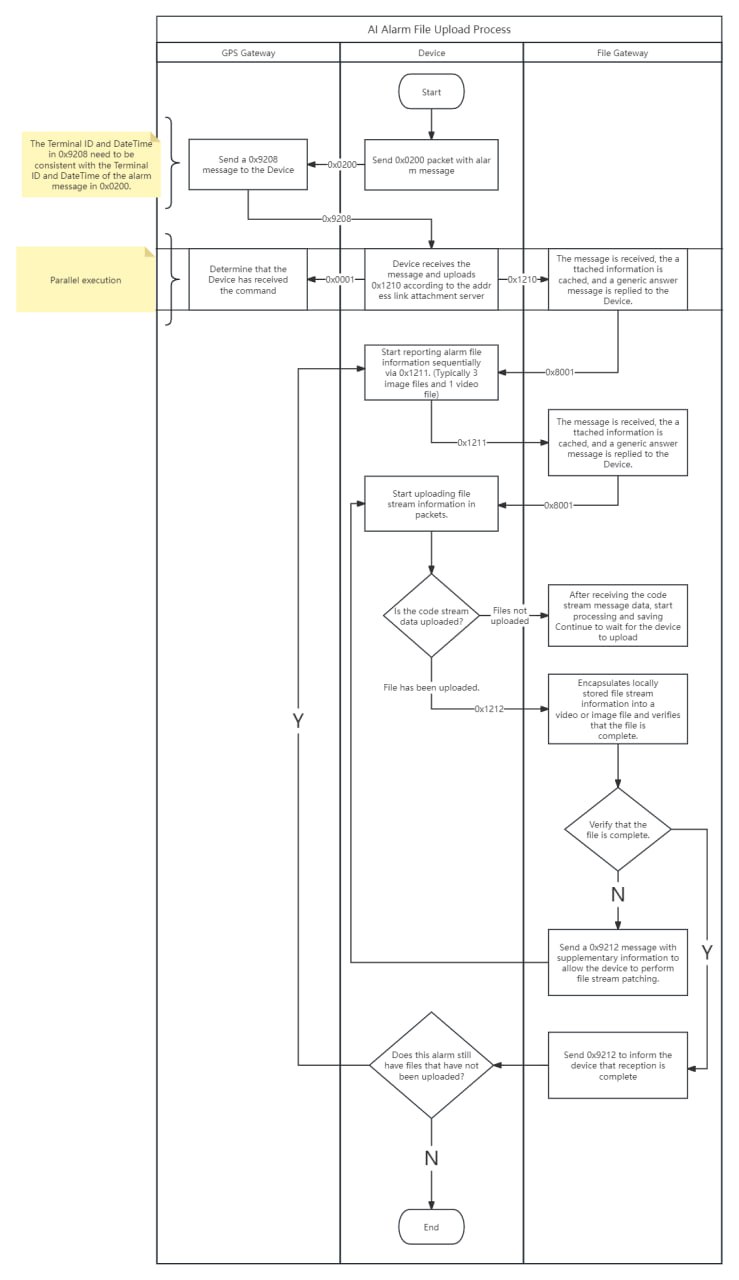 AI Alarm File Upload Process
GPS Gateway
Device
File Gateway
Start
The Terminal ID and DateTime
in 0x9208 need to be
consistent with the Terminal
ID and DateTime of the alarm
message in 0x0200.
Send a 0x9208
message to the Device
0x0200
Send 0x0200 packet with alar
m message
0x9208
Parallel execution
Determine that the
Device has received
the command
0x0001
Device receives the
message and uploads
0x1210 according to the addr
ess link attachment server
0x1210
The message is received, the a
ttached information is
cached, and a generic answer
message is replied to the
Device.
Start reporting alarm file
information sequentially
via 0x1211. (Typically 3
image files and 1 video
file)
0x8001
0x1211
The message is received, the a
ttached information is
cached, and a generic answer
message is replied to the
Device.
Start uploading file
stream information in
packets.
0x8001
Is the code stream
data uploaded?
Files not
uploaded
After receiving the code
stream message data, start
processing and saving
Continue to wait for the device
to upload
File has been uploaded.
0x1212
Encapsulates locally
stored file stream
information into a
video or image file and verifies
that the file is
complete.
Y
Verify that the
file is complete.
N
Send a 0x9212 message with
supplementary information to
allow the device to perform
file stream patching.
Y
Does this alarm still
have files that have not
been uploaded?
Send 0x9212 to inform the
device that reception is
complete
N
End